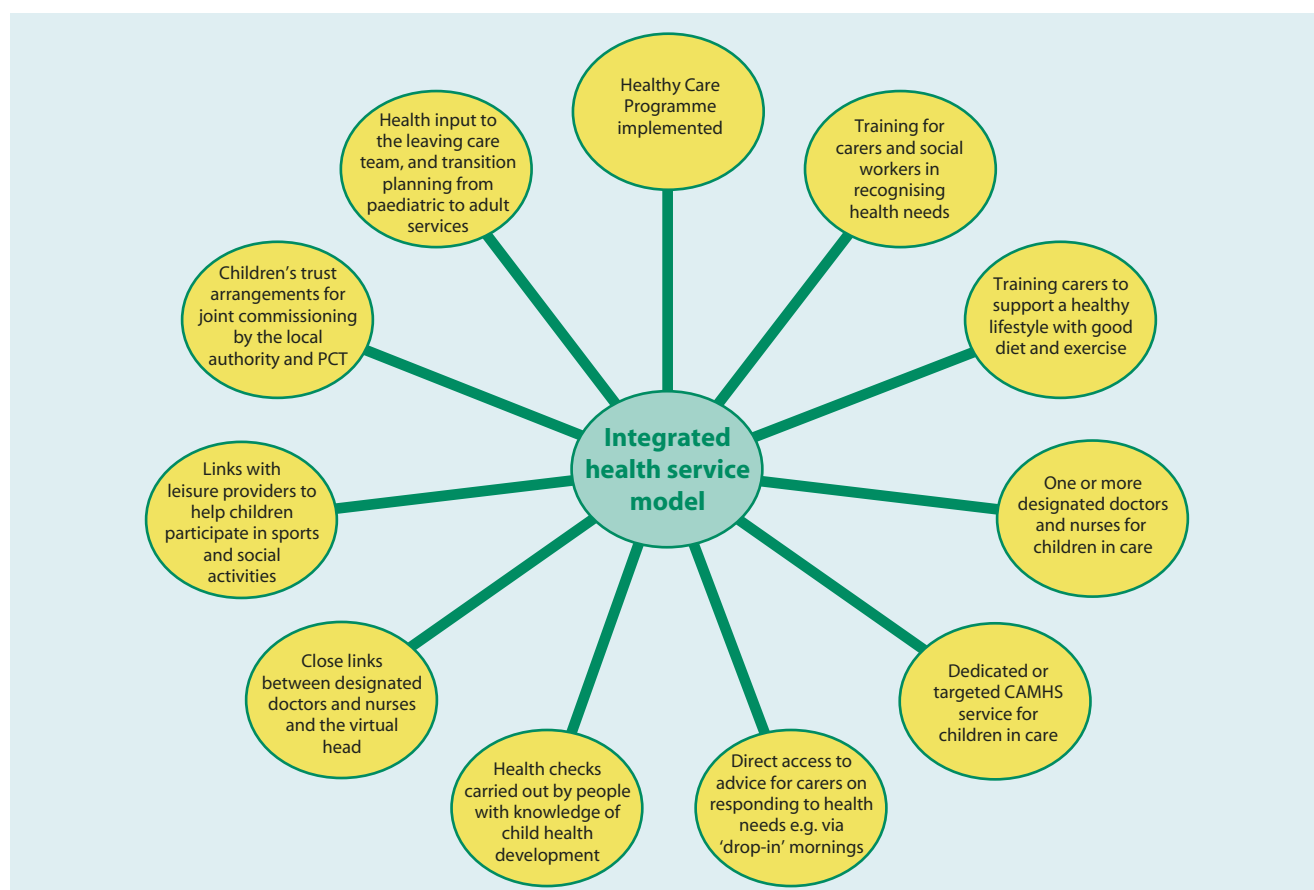 Healthy Care
Programme
implemented
Training for
carers and social
workers in
recognising
health needs
Training carers to
support a healthy
lifestyle with good
diet and exercise
One or more
designated doctors
and nurses for
children in care
Dedicated or
targeted CAMHS
service for
children in care
Direct access to
advice for carers on
responding to health
needs e.g. via
‘drop-in’ mornings
Health checks
carried out by people
with knowledge of
child health
development
Close links
between designated
doctors and nurses
and the virtual
head
Links with
leisure providers to
help children
participate in sports
and social
activities
Children’s trust
arrangements for
joint commissioning
by the local
authority and PCT
Health input to
the leaving care
team, and transition
planning from
paediatric to adult
services
Integrated
health service
model